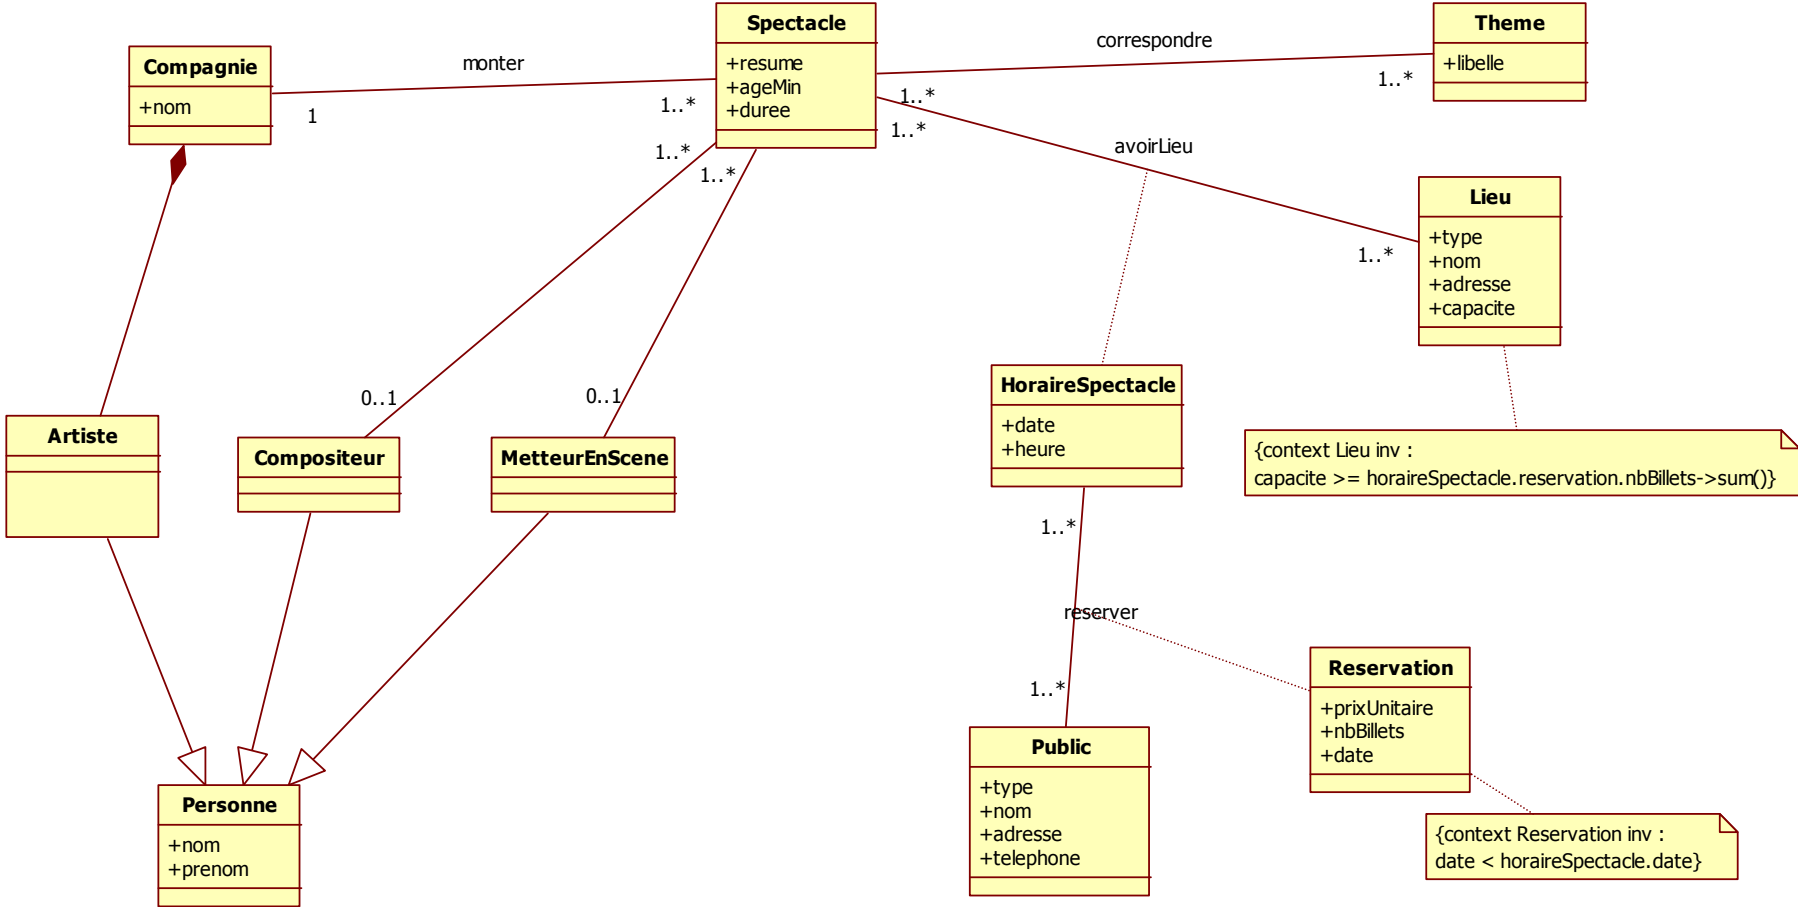 Spectacle
+resume
+ageMin
+duree
Theme
+libelle
correspondre
1..*
1..*
Compagnie
+nom
monter
1
1..*
1..*
avoirLieu
1..*
1..*
1..*
Lieu
+type
+nom
+adresse
+capacite
HoraireSpectacle
+date
+heure
0..1
0..1
Artiste
Compositeur
MetteurEnScene
{context Lieu inv :
capacite >= horaireSpectacle.reservation.nbBillets->sum()}
1..*
reserver
1..*
Reservation
+prixUnitaire
+nbBillets
+date
Public
+type
+nom
+adresse
+telephone
Personne
+nom
+prenom
{context Reservation inv :
date < horaireSpectacle.date}